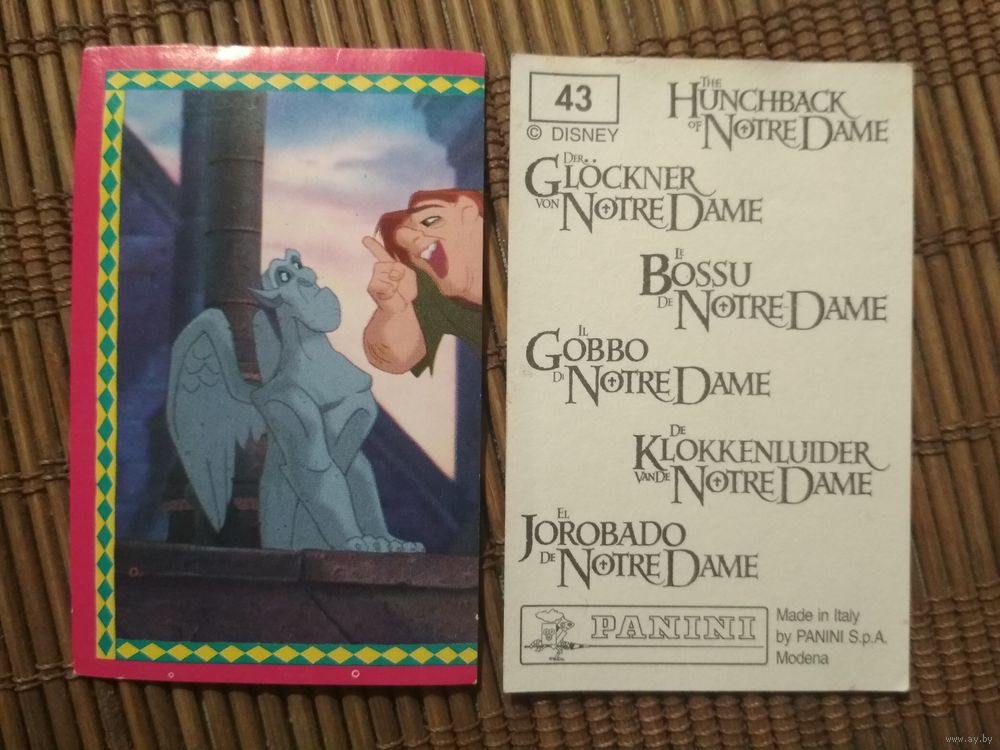 43
© DISNEY
THE
HUNCHBACK
OF NOTRE DAME
DER
GLÖCKNER
VON NOTRE DAME
LE
BOSSU
DE NOTRE DAME
IL
GOBBO
DI NOTRE DAME
DE
KLOKKENLUIDER
VAN DE NOTRE DAME
EL
JOROBADO
DE NOTRE DAME
PANINI
Made in Italy
by PANINI S.p.A.
Modena
www.ay.by